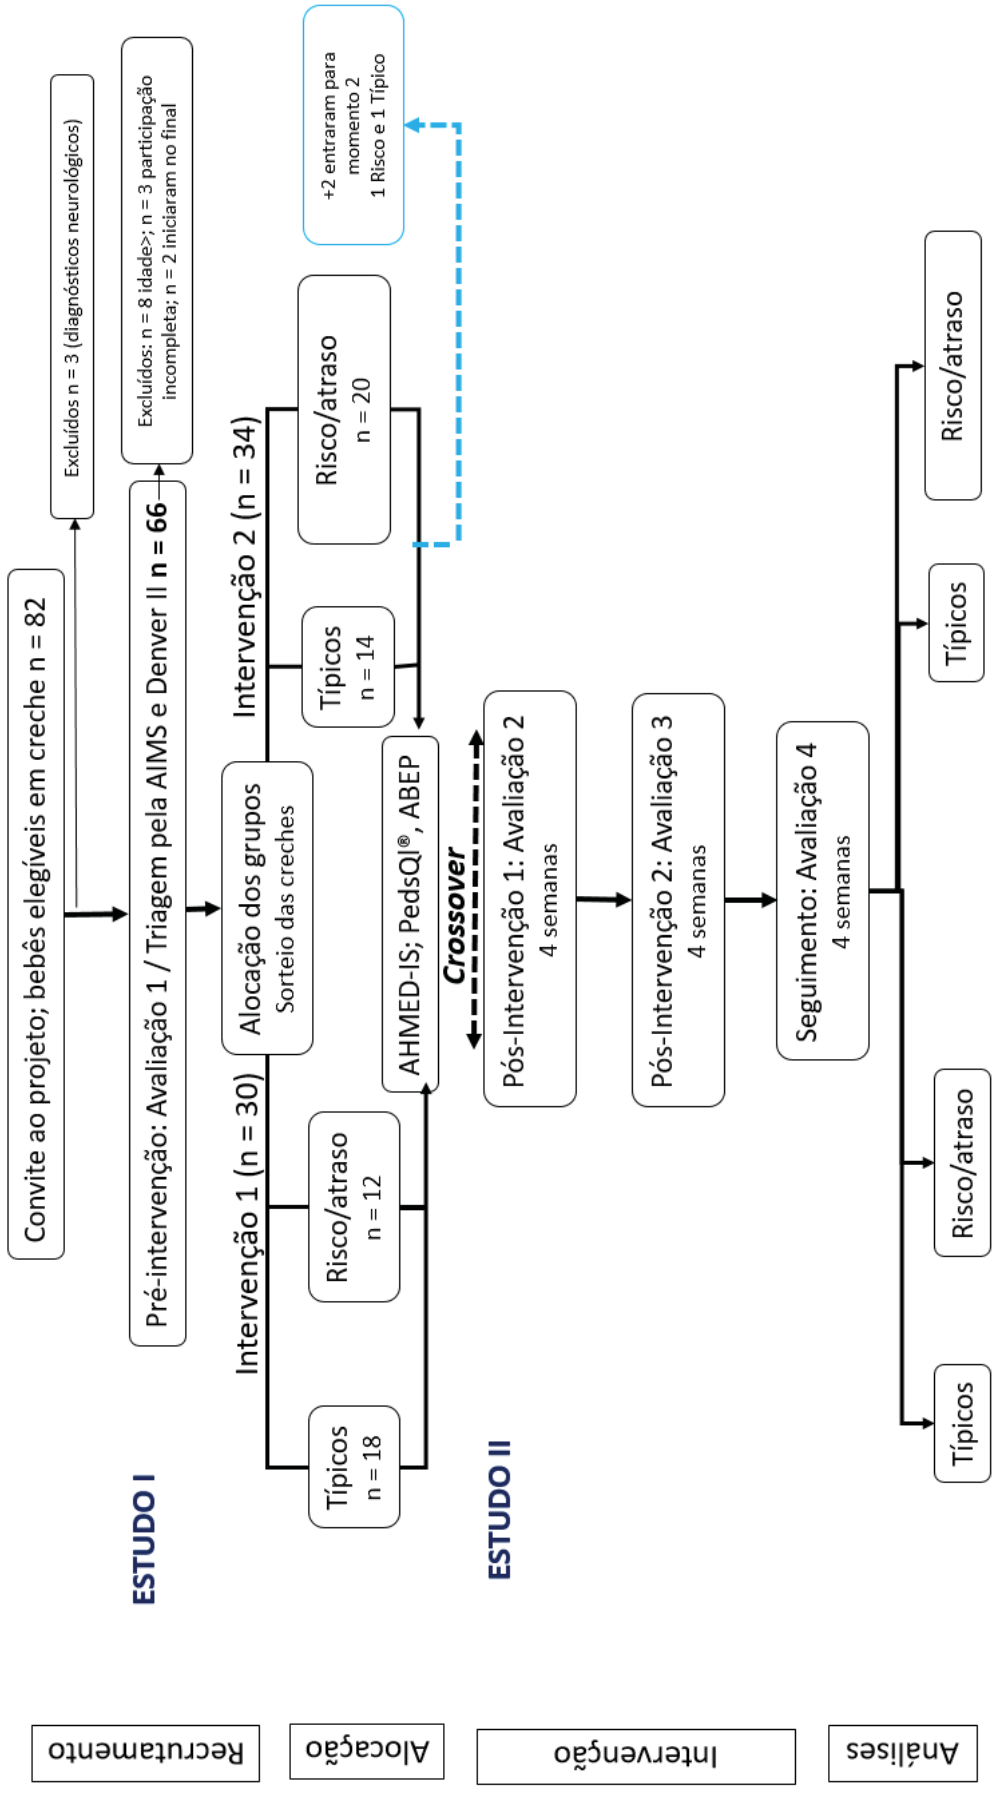 Convite ao projeto; bebês elegíveis em creche n = 82
Excluídos n = 3 (diagnósticos neurológicos)
ESTUDO I
Pré-intervenção: Avaliação 1 / Triagem pela AIMS e Denver II n = 66
Excluídos: n = 8 idade>; n = 3 participação
incompleta; n = 2 iniciaram no final
Recrutamento
Alocação dos grupos
Sorteio das creches
Intervenção 1 (n = 30)
Intervenção 2 (n = 34)
Típicos
n = 18
Risco/atraso
n = 12
Típicos
n = 14
Risco/atraso
n = 20
+2 entraram para
momento 2
1 Risco e 1 Típico
Alocação
AHMED-IS; PedsQl®, ABEP
Crossover
ESTUDO II
Pós-Intervenção 1: Avaliação 2
4 semanas
Pós-Intervenção 2: Avaliação 3
4 semanas
Intervenção
Seguimento: Avaliação 4
4 semanas
Análises
Típicos
Risco/atraso
Típicos
Risco/atraso